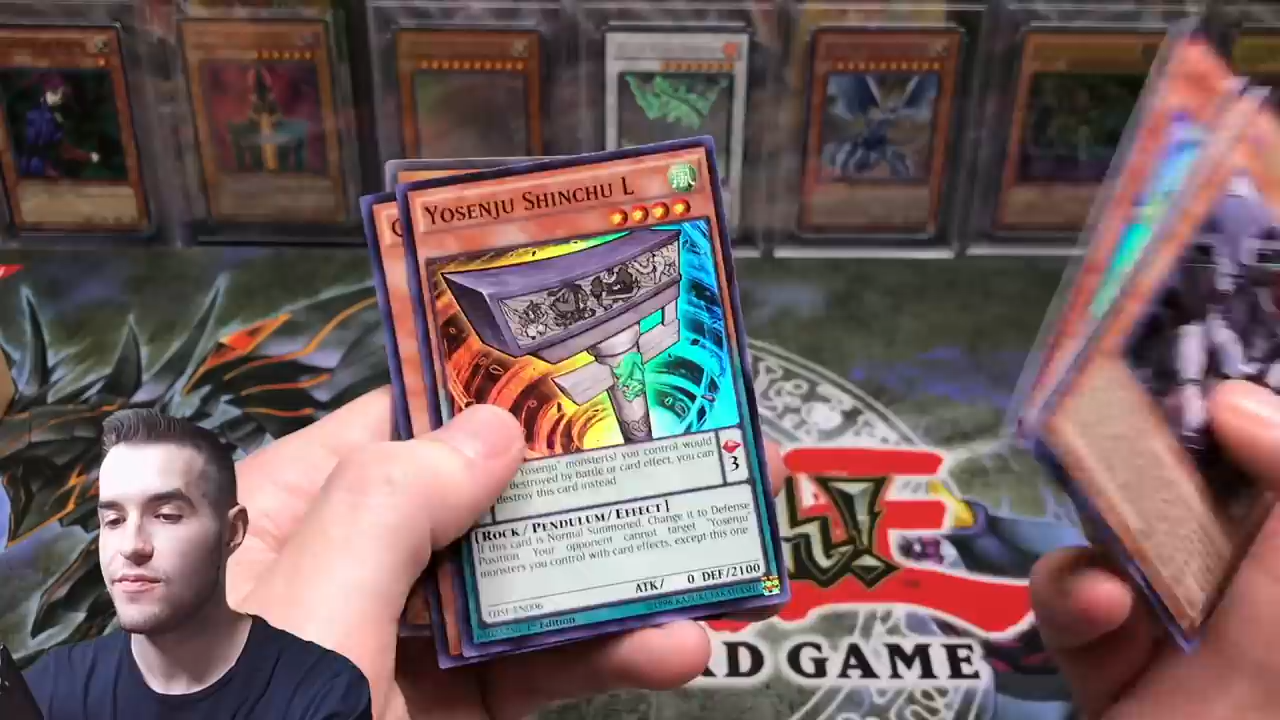 YOSENJU SHINCHU L
風
"Yosenju" monster(s) you control would
destroyed by battle or card effect, you can
destroy this card instead
3
[ROCK / PENDULUM / EFFECT]
If this card is Normal Summoned: Change it to Defense
Position. Your opponent cannot target "Yosenju"
monsters you control with card effects, except this one
ATK/ 0 DEF/2100
1st Edition
©1996 KAZUKI TAKAHASHI
RD GAME